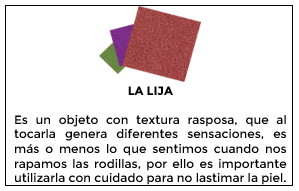 LA LIJA
Es un objeto con textura rasposa, que al
tocarla genera diferentes sensaciones, es
más o menos lo que sentimos cuando nos
rapamos las rodillas, por ello es importante
utilizarla con cuidado para no lastimar la piel.